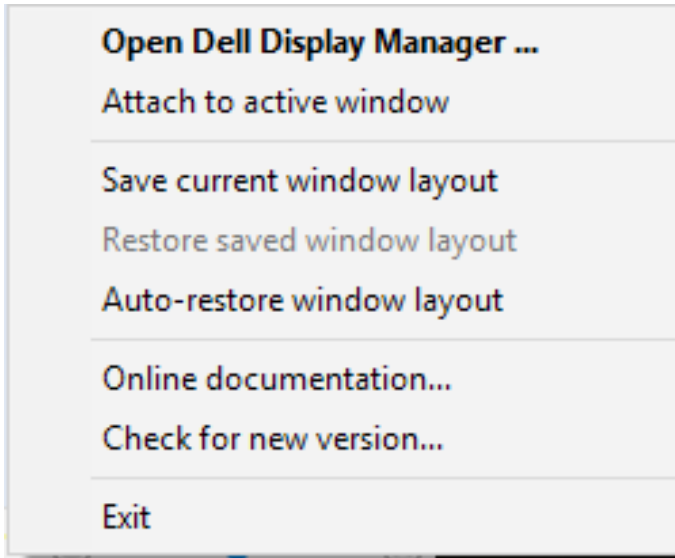 Open Dell Display Manager ...
Attach to active window
Save current window layout
Restore saved window layout
Auto-restore window layout
Online documentation...
Check for new version...
Exit